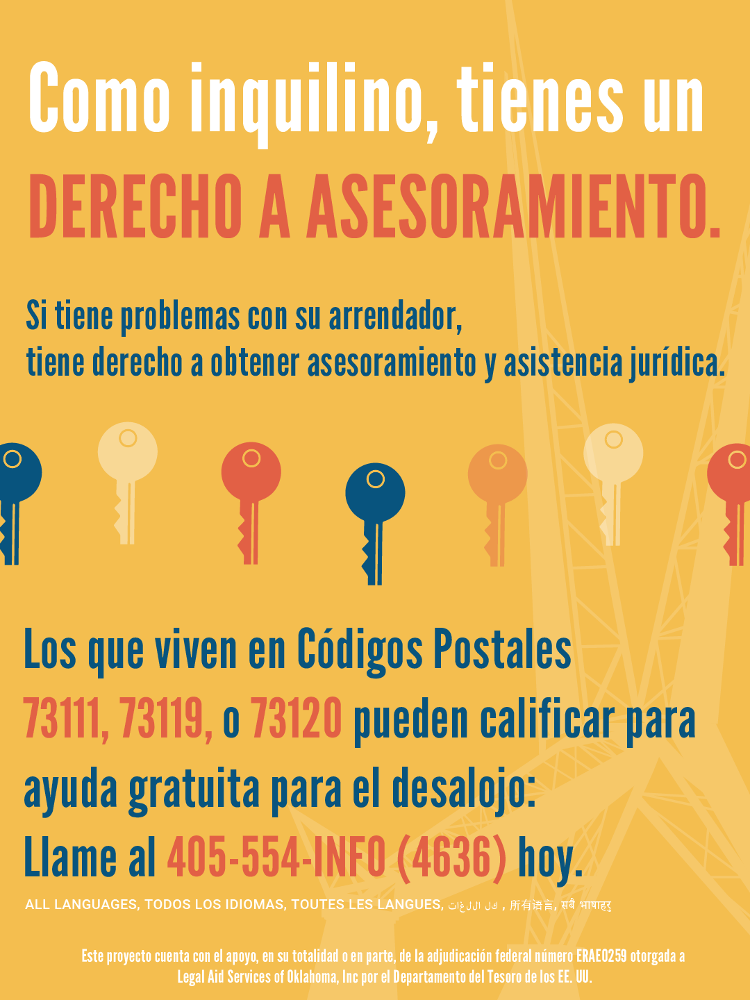 Como inquilino, tienes un
DERECHO A ASESORAMIENTO.
Si tiene problemas con su arrendador,
tiene derecho a obtener asesoramiento y asistencia jurídica.
Los que viven en Códigos Postales
73111, 73119, o 73120 pueden calificar para
ayuda gratuita para el desalojo:
Llame al 405-554-INFO (4636) hoy.
ALL LANGUAGES, TODOS LOS IDIOMAS, TOUTES LES LANGUES, كل اللغات , 所有语言, सबै भाषाहरु
Este proyecto cuenta con el apoyo, en su totalidad o en parte, de la adjudicación federal número ERAE0259 otorgada a
Legal Aid Services of Oklahoma, Inc por el Departamento del Tesoro de los EE. UU.